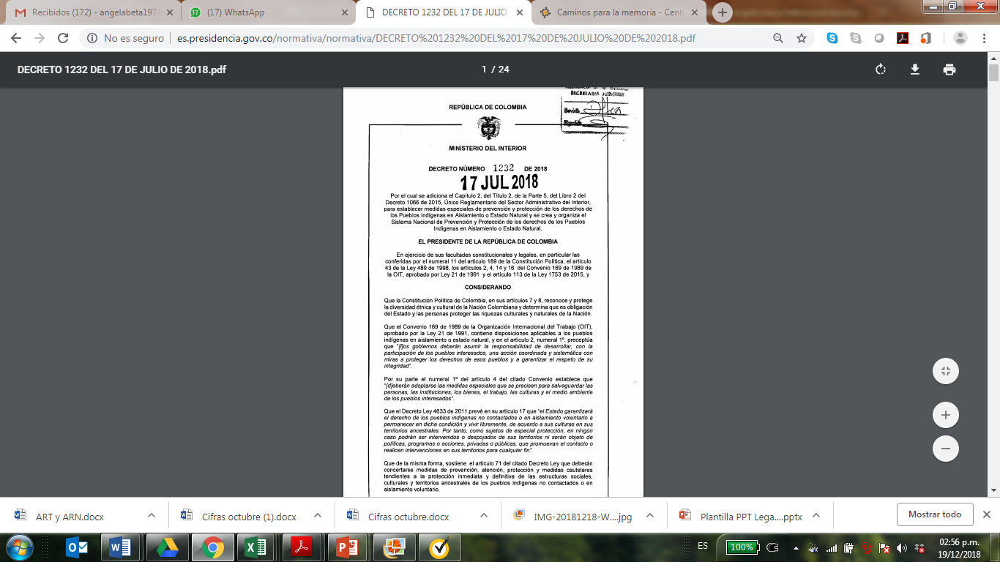 Recibidos (172) - angelabeta1974
(17) WhatsApp
DECRETO 1232 DEL 17 DE JULIO
Caminos para la memoria - Cent
No es seguro
es.presidencia.gov.co/normativa/normativa/DECRETO%201232%20DEL%2017%20DE%20JULIO%20DE%202018.pdf
DECRETO 1232 DEL 17 DE JULIO DE 2018.pdf
1 / 24
REPÚBLICA DE COLOMBIA
MINISTERIO DEL INTERIOR
DECRETO NÚMERO 1232 DE 2018
17 JUL 2018
Por el cual se adiciona el Capítulo 2, del Título 2, de la Parte 5, del Libro 2 del
Decreto 1066 de 2015, Único Reglamentario del Sector Administrativo del Interior,
para establecer medidas especiales de prevención y protección de los derechos de
los Pueblos Indígenas en Aislamiento o Estado Natural y se crea y organiza el
Sistema Nacional de Prevención y Protección de los derechos de los Pueblos
Indígenas en Aislamiento o Estado Natural.
EL PRESIDENTE DE LA REPÚBLICA DE COLOMBIA
En ejercicio de sus facultades constitucionales y legales, en particular las
conferidas por el numeral 11 del artículo 189 de la Constitución Política, el artículo
43 de la Ley 489 de 1998, los artículos 2, 4, 14 y 16 del Convenio 169 de 1989 de
la OIT, aprobado por Ley 21 de 1991 y el artículo 113 de la Ley 1753 de 2015, y
CONSIDERANDO
Que la Constitución Política de Colombia, en sus artículos 7 y 8, reconoce y protege
la diversidad étnica y cultural de la Nación Colombiana y determina que es obligación
del Estado y las personas proteger las riquezas culturales y naturales de la Nación.
Que el Convenio 169 de 1989 de la Organización Internacional del Trabajo (OIT),
aprobado por la Ley 21 de 1991, contiene disposiciones aplicables a los pueblos
indígenas en aislamiento o estado natural, y en el artículo 2, numeral 1º, preceptúa
que "[l]os gobiernos deberán asumir la responsabilidad de desarrollar, con la
participación de los pueblos interesados, una acción coordinada y sistemática con
miras a proteger los derechos de esos pueblos y a garantizar el respeto de su
integridad".
Por su parte el numeral 1º del artículo 4 del citado Convenio establece que
"[d]eberán adoptarse las medidas especiales que se precisen para salvaguardar las
personas, las instituciones, los bienes, el trabajo, las culturas y el medio ambiente
de los pueblos interesados".
Que el Decreto Ley 4633 de 2011 prevé en su artículo 17 que "el Estado garantizará
el derecho de los pueblos indígenas no contactados o en aislamiento voluntario a
permanecer en dicha condición y vivir libremente, de acuerdo a sus culturas en sus
territorios ancestrales. Por tanto, como sujetos de especial protección, en ningún
caso podrán ser intervenidos o despojados de sus territorios ni serán objeto de
políticas, programas o acciones, privadas o públicas, que promuevan el contacto o
realicen intervenciones en sus territorios para cualquier fin".
Que de la misma forma, sostiene el artículo 71 del citado Decreto Ley que deberán
concertarse medidas de prevención, atención, protección y medidas cautelares
tendientes a la protección inmediata y definitiva de las estructuras sociales,
culturales y territorios ancestrales de los pueblos indígenas no contactados o en
aislamiento voluntario.
ART y ARN.docx
Cifras octubre (1).docx
Cifras octubre.docx
IMG-20181218-W....jpg
Plantilla PPT Lega....pptx
Mostrar todo
ES
100%
02:56 p.m.
19/12/2018